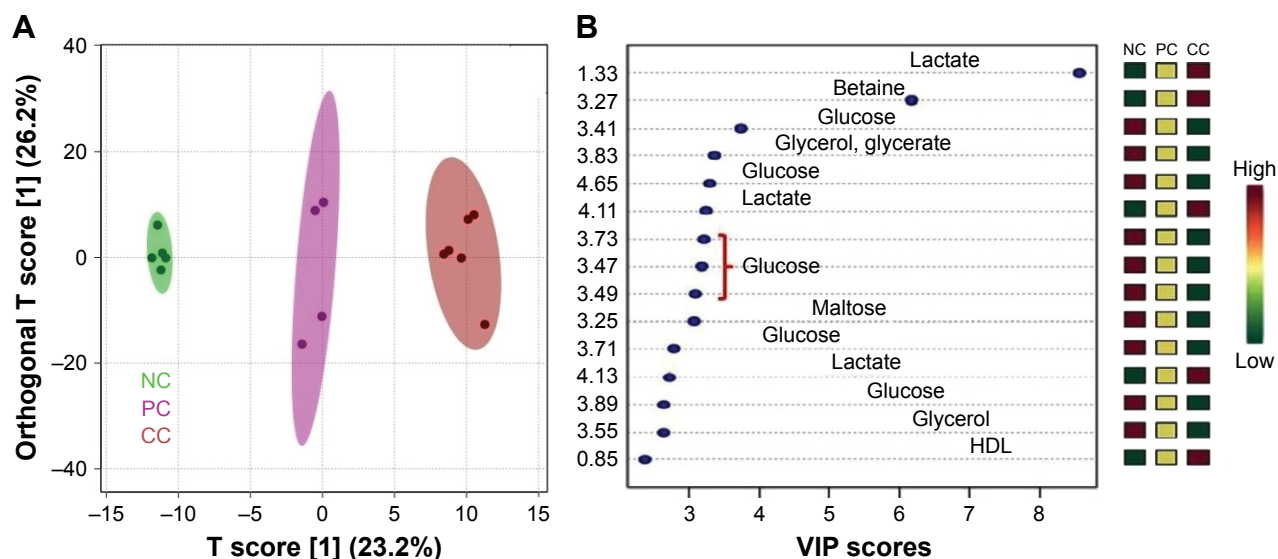 A
Orthogonal T score [1] (26.2%)
40
20
0
–20
–40
NC
PC
CC
–15
–10
–5
0
5
10
15
T score [1] (23.2%)
B
NC PC CC
1.33 Lactate
3.27 Betaine
3.41 Glucose
3.83 Glycerol, glycerate
4.65 Glucose
4.11 Lactate
3.73
3.47 Glucose
3.49
3.25 Maltose
3.71 Glucose
4.13 Lactate
3.89 Glucose
3.55 Glycerol
0.85 HDL
3 4 5 6 7 8
VIP scores
High
Low